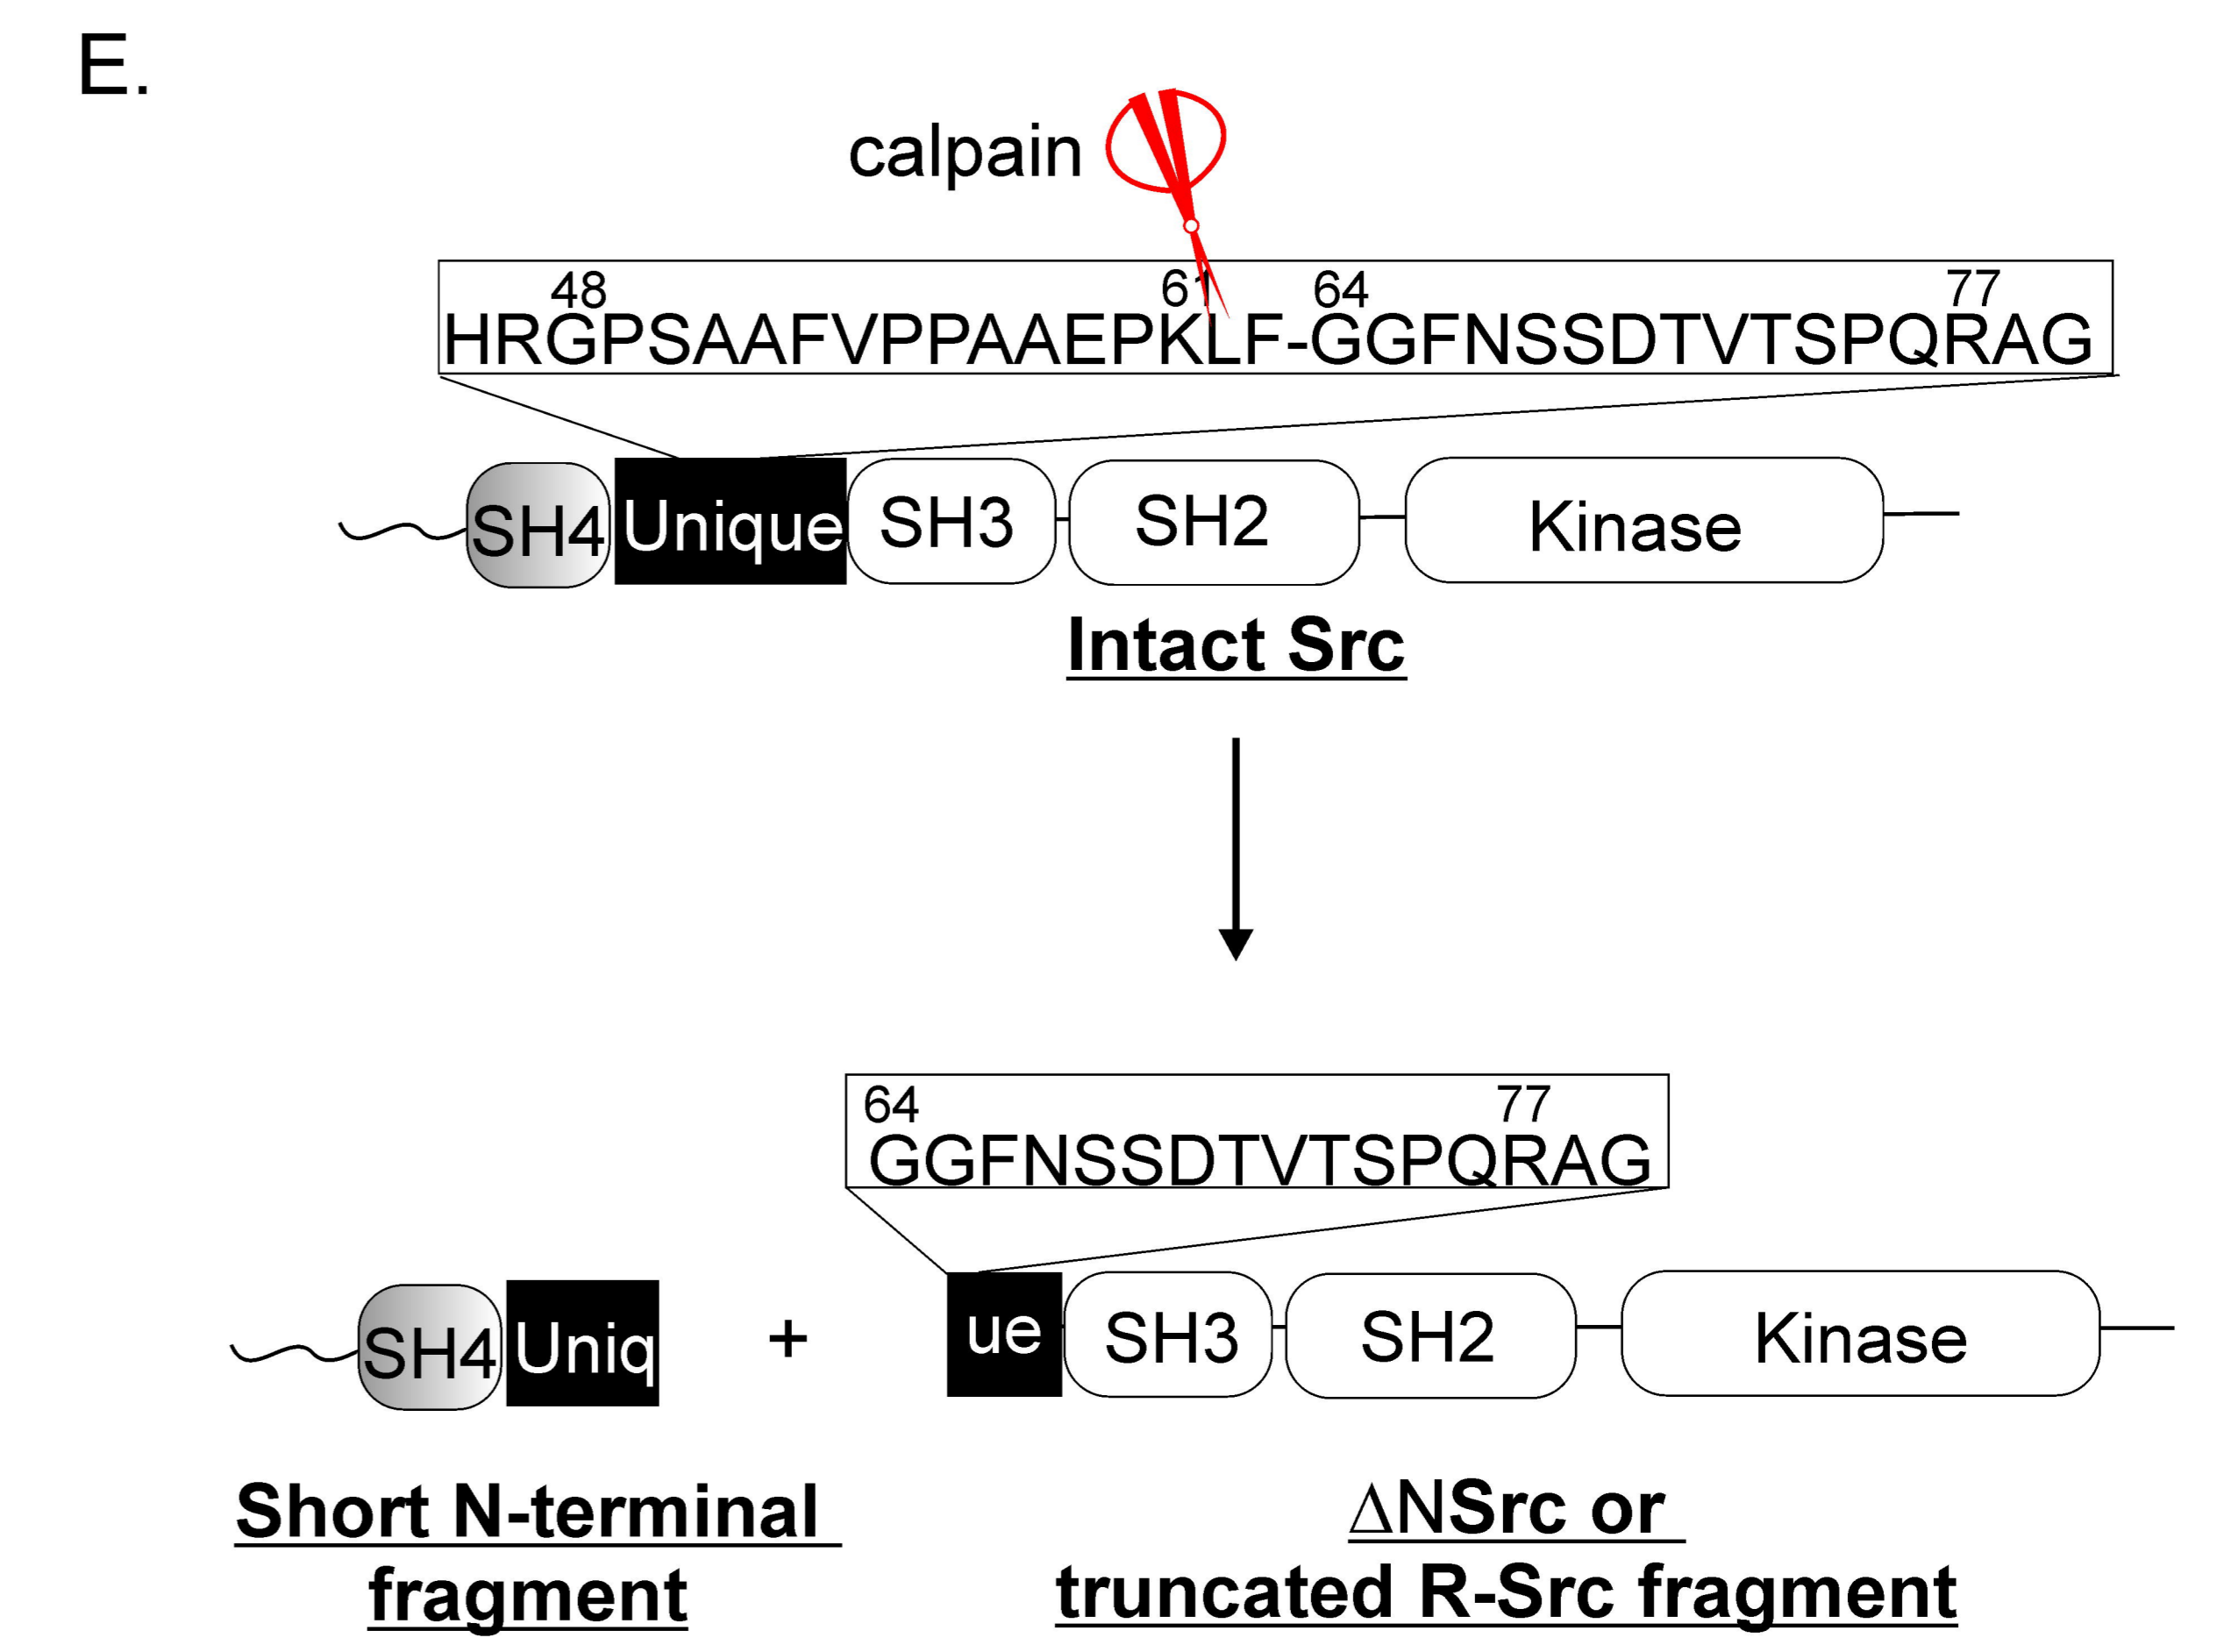 E.
calpain
48 61 64 77
HRGPSAAFVPPAAEPKLF-GGFNSSDTVTSPQRAG
SH4 Unique SH3 SH2 Kinase
Intact Src
64 77
GGFNSSDTVTSPQRAG
SH4 Uniq + ue SH3 SH2 Kinase
Short N-terminal
fragment
ΔNSrc or
truncated R-Src fragment